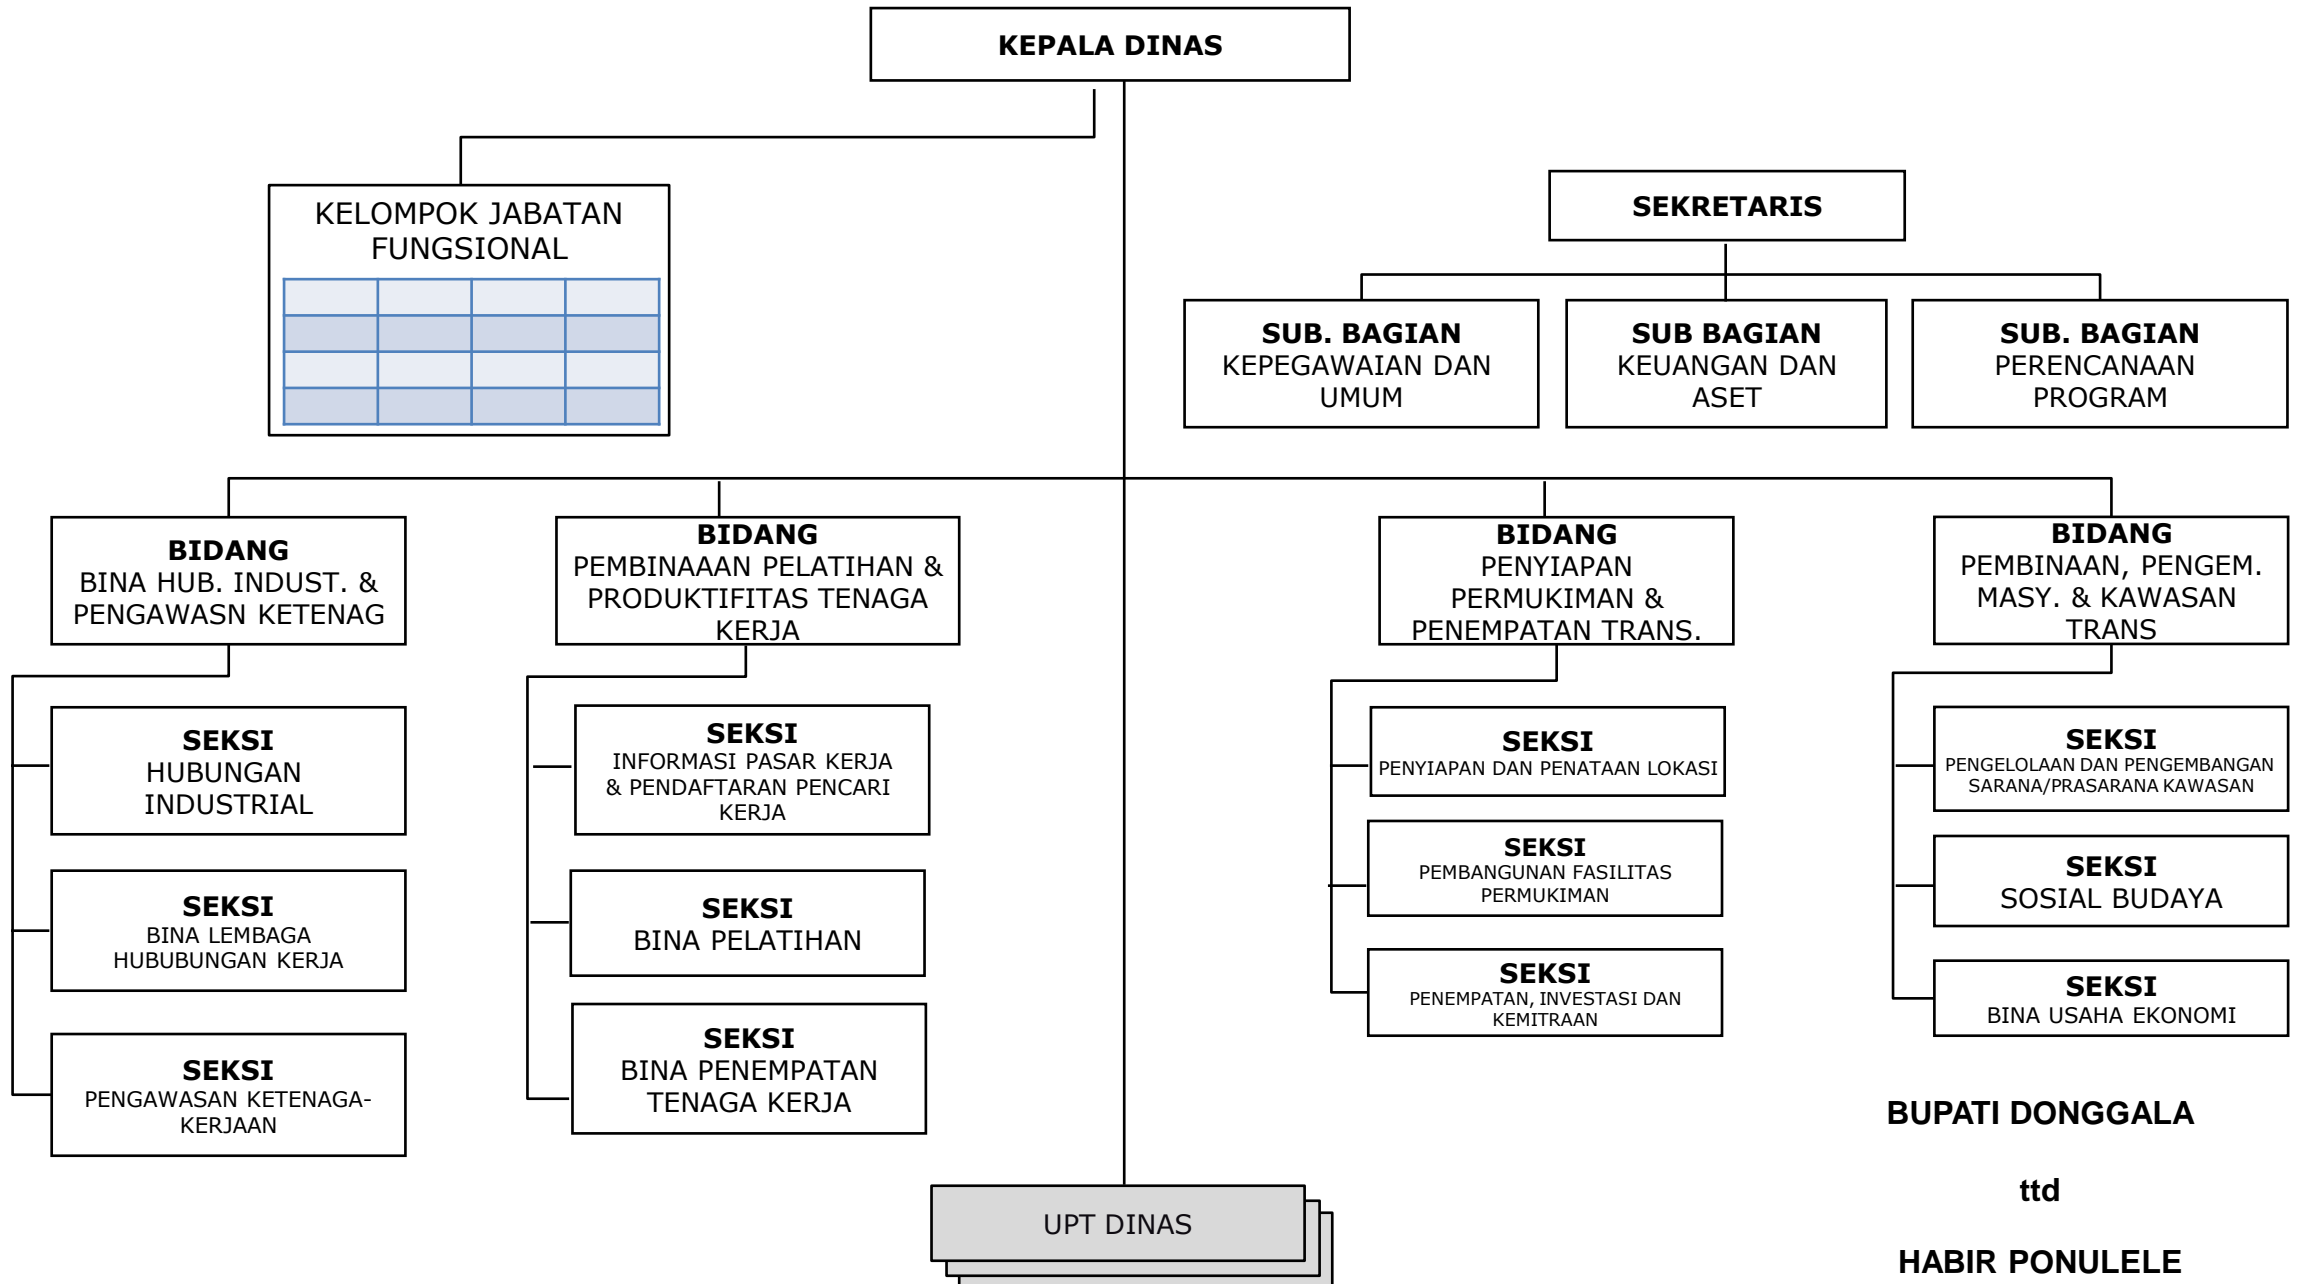 KEPALA DINAS
KELOMPOK JABATAN
FUNGSIONAL
SEKRETARIS
SUB. BAGIAN
KEPEGAWAIAN DAN
UMUM
SUB BAGIAN
KEUANGAN DAN
ASET
SUB. BAGIAN
PERENCANAAN
PROGRAM
BIDANG
BINA HUB. INDUST. &
PENGAWASN KETENAG
BIDANG
PEMBINAAAN PELATIHAN &
PRODUKTIFITAS TENAGA
KERJA
BIDANG
PENYIAPAN
PERMUKIMAN &
PENEMPATAN TRANS.
BIDANG
PEMBINAAN, PENGEM.
MASY. & KAWASAN
TRANS
SEKSI
HUBUNGAN
INDUSTRIAL
SEKSI
BINA LEMBAGA
HUBUBUNGAN KERJA
SEKSI
PENGAWASAN KETENAGA-
KERJAAN
SEKSI
INFORMASI PASAR KERJA
& PENDAFTARAN PENCARI
KERJA
SEKSI
BINA PELATIHAN
SEKSI
BINA PENEMPATAN
TENAGA KERJA
SEKSI
PENYIAPAN DAN PENATAAN LOKASI
SEKSI
PEMBANGUNAN FASILITAS
PERMUKIMAN
SEKSI
PENEMPATAN, INVESTASI DAN
KEMITRAAN
SEKSI
PENGELOLAAN DAN PENGEMBANGAN
SARANA/PRASARANA KAWASAN
SEKSI
SOSIAL BUDAYA
SEKSI
BINA USAHA EKONOMI
UPT DINAS
BUPATI DONGGALA
ttd
HABIR PONULELE